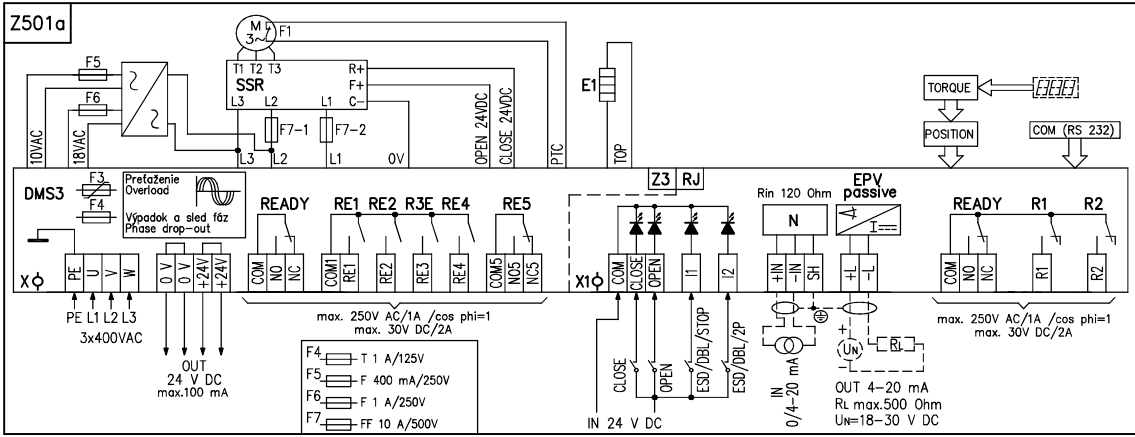 Z501a
F5
F6
10VAC
18VAC
M
3~
F1
T1 T2 T3
SSR
R+
F+
C-
L3 L2 L1
F7-1
F7-2
L3
L2
L1
0V
OPEN 24VDC
CLOSE 24VDC
PTC
E1
TOP
TORQUE
POSITION
COM (RS 232)
DMS3
F3
F4
Preťaženie
Overload
Výpadok a sled fáz
Phase drop-out
READY
RE1 RE2 R3E RE4
RE5
Z3 RJ
Rin 120 Ohm
N
EPV
passive
READY
R1
R2
X
PE
U
V
W
0 V
0 V
+24V
+24V
COM
NO
NC
COM1
RE1
RE2
RE3
RE4
COM5
NO5
NC5
X1
COM
CLOSE
OPEN
I1
I2
+IN
-IN
SH
+L
-L
COM
NO
NC
R1
R2
PE L1 L2 L3
3x400VAC
OUT
24 V DC
max.100 mA
max. 250V AC/1A /cos phi=1
max. 30V DC/2A
F4 T 1 A/125V
F5 F 400 mA/250V
F6 F 1 A/250V
F7 FF 10 A/500V
CLOSE
OPEN
ESD/DBL/STOP
ESD/DBL/2P
IN 24 V DC
IN
0/4-20 mA
+
UN
-
RL
OUT 4-20 mA
RL max.500 Ohm
UN=18-30 V DC
max. 250V AC/1A /cos phi=1
max. 30V DC/2A